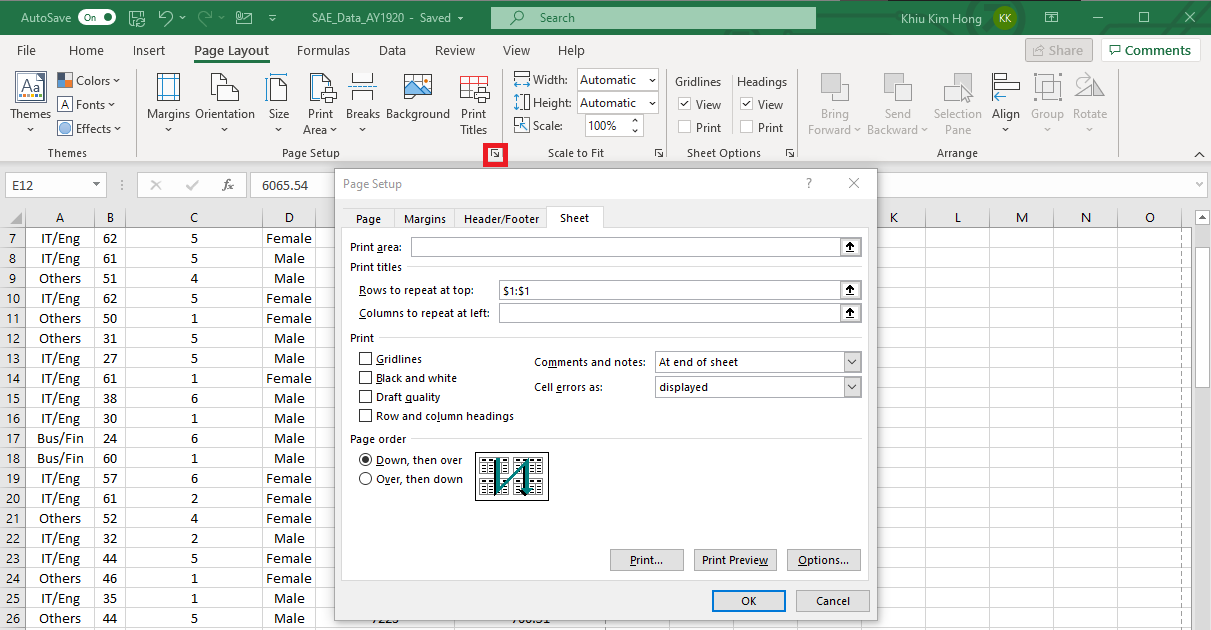 AutoSave On SAE_Data_AY1920 - Saved Search Khiu Kim Hong KK
File Home Insert Page Layout Formulas Data Review View Help Share Comments
Themes Colors Fonts Effects Margins Orientation Size Print Area Breaks Background Print Titles
Width: Automatic
Height: Automatic
Scale: 100%
Gridlines Headings
View View
Print Print
Bring Forward Send Backward Selection Pane Align Group Rotate
Themes Page Setup Scale to Fit Sheet Options Arrange
E12 fx 6065.54
Page Setup ?
Page Margins Header/Footer Sheet
Print area:
Print titles
Rows to repeat at top: $1:$1
Columns to repeat at left:
Print
Gridlines
Black and white
Draft quality
Row and column headings
Comments and notes: At end of sheet
Cell errors as: displayed
Page order
Down, then over
Over, then down
Print... Print Preview Options...
OK Cancel
A B C D K L M N O
7 IT/Eng 62 5 Female
8 IT/Eng 61 5 Male
9 Others 51 4 Male
10 IT/Eng 62 5 Female
11 Others 50 1 Female
12 Others 31 5 Male
13 IT/Eng 27 5 Male
14 IT/Eng 61 1 Female
15 IT/Eng 38 6 Male
16 IT/Eng 30 1 Male
17 Bus/Fin 24 6 Male
18 Bus/Fin 60 1 Male
19 IT/Eng 57 6 Female
20 IT/Eng 61 2 Female
21 Others 52 4 Female
22 IT/Eng 32 2 Male
23 IT/Eng 44 5 Female
24 Others 46 1 Female
25 IT/Eng 35 1 Male
26 Others 44 5 Male